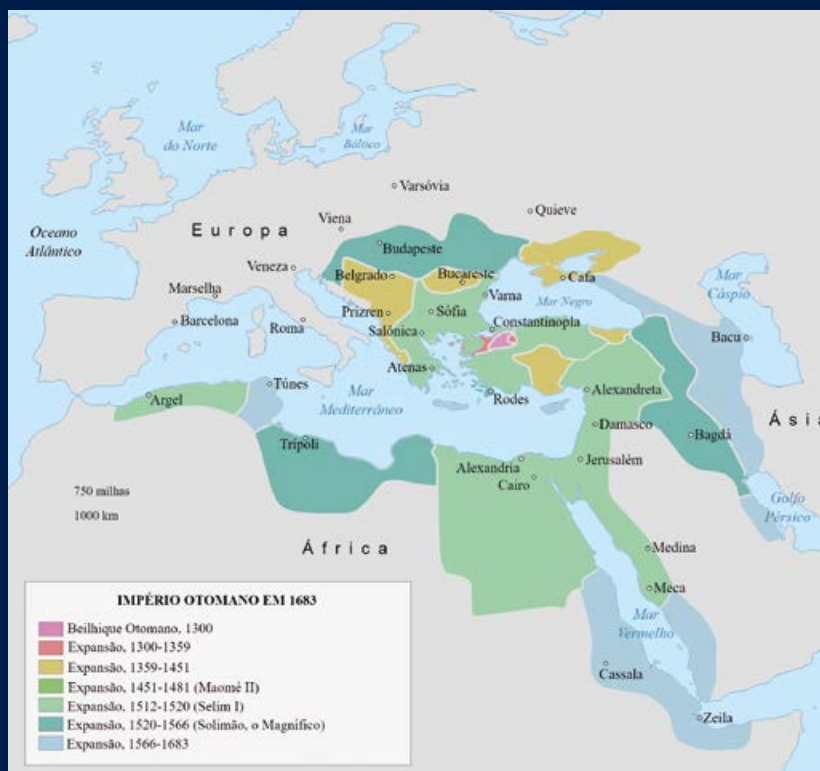 Mar
do Norte
Mar
Báltico
Varsóvia
Quieve
Oceano
Atlântico
Europa
Viena
Budapeste
Veneza
Belgrado
Bucareste
Cafa
Mar
Cáspio
Marselha
Varna
Mar Negro
Barcelona
Roma
Prizren
Sófia
Salônica
Constantinopla
Bacu
Atenas
Argel
Túnes
Mar
Mediterrâneo
Rodes
Alexandreta
Ásia
Damasco
Bagdá
Trípoli
Alexandria
Cairo
Jerusalém
750 milhas
1000 km
Golfo
Pérsico
África
Medina
Meca
Mar
Vermelho
Cassala
Zeila
IMPÉRIO OTOMANO EM 1683
Beilhique Otomano, 1300
Expansão, 1300-1359
Expansão, 1359-1451
Expansão, 1451-1481 (Maomé II)
Expansão, 1512-1520 (Selim I)
Expansão, 1520-1566 (Solimão, o Magnífico)
Expansão, 1566-1683